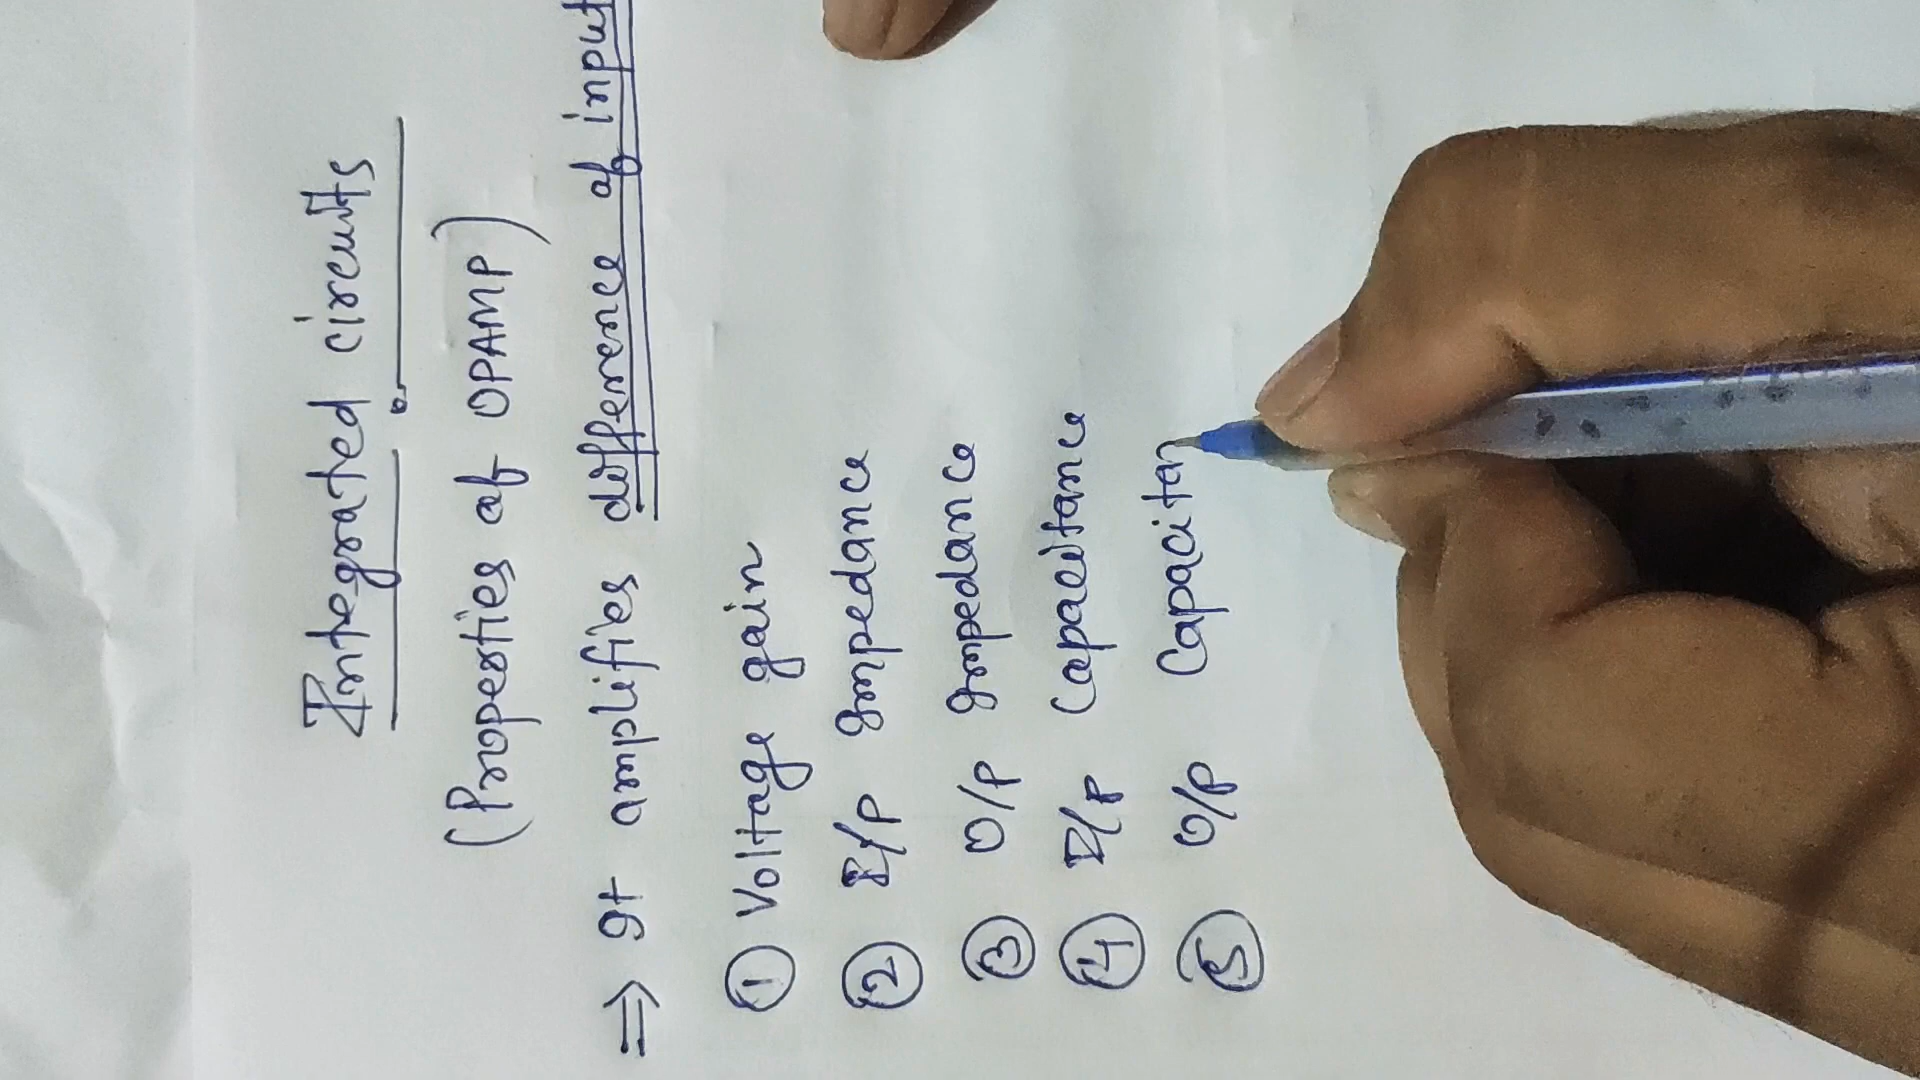 Integrated circuits
(Properties of OPAMP)
⇒ It amplifies difference of input
① Voltage gain
② I/P Impedance
③ O/P Impedance
④ I/P Capacitance
⑤ O/P Capacitan